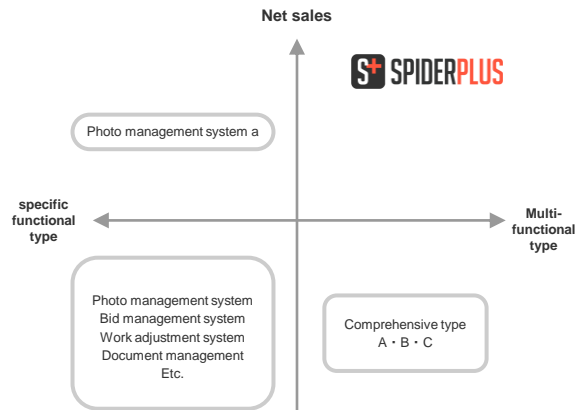 Net sales
S+ SPIDERPLUS
Photo management system a
specific
functional
type
Multi-
functional
type
Photo management system
Bid management system
Work adjustment system
Document management
Etc.
Comprehensive type
A・B・C